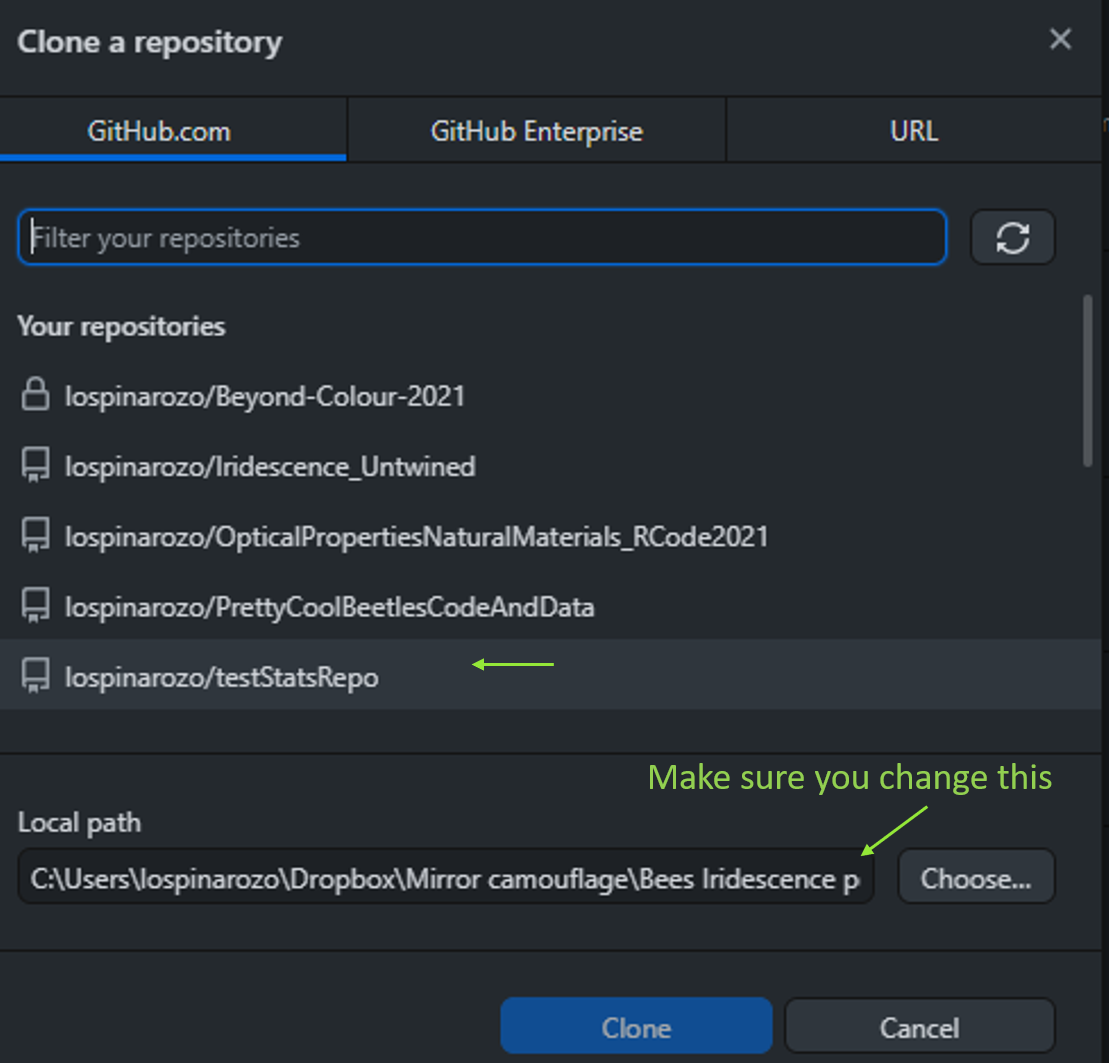 Clone a repository
GitHub.com
GitHub Enterprise
URL
Filter your repositories
Your repositories
lospinarozo/Beyond-Colour-2021
lospinarozo/Iridescence_Untwined
lospinarozo/OpticalPropertiesNaturalMaterials_RCode2021
lospinarozo/PrettyCoolBeetlesCodeAndData
lospinarozo/testStatsRepo
Make sure you change this
Local path
C:\Users\lospinarozo\Dropbox\Mirror camouflage\Bees Iridescence p
Choose...
Clone
Cancel